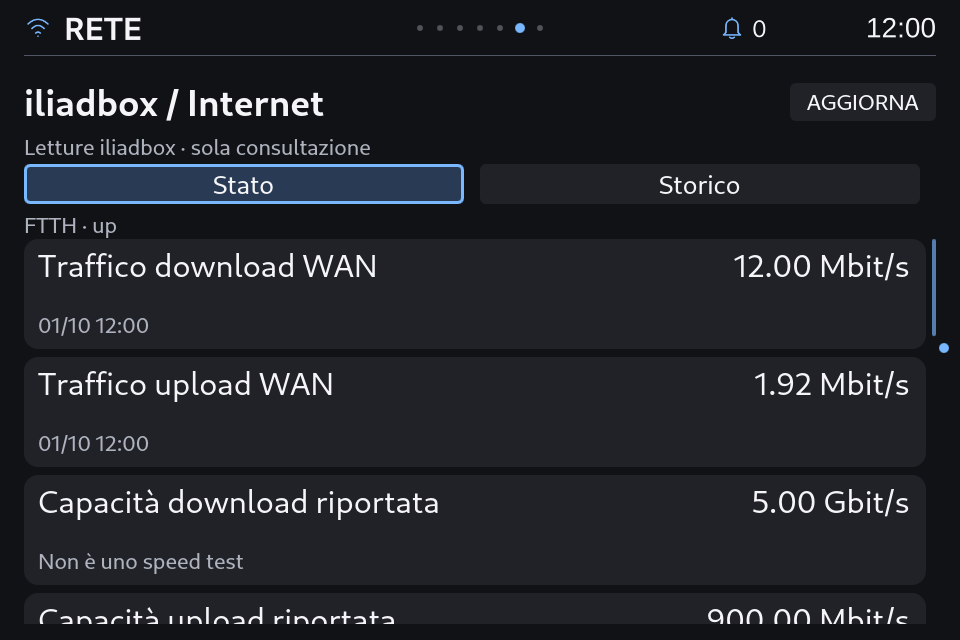 RETE
0
12:00
iliadbox / Internet
AGGIORNA
Letture iliadbox · sola consultazione
Stato
Storico
FTTH · up
Traffico download WAN
12.00 Mbit/s
01/10 12:00
Traffico upload WAN
1.92 Mbit/s
01/10 12:00
Capacità download riportata
5.00 Gbit/s
Non è uno speed test
Capacità upload riportata
900.00 Mbit/s